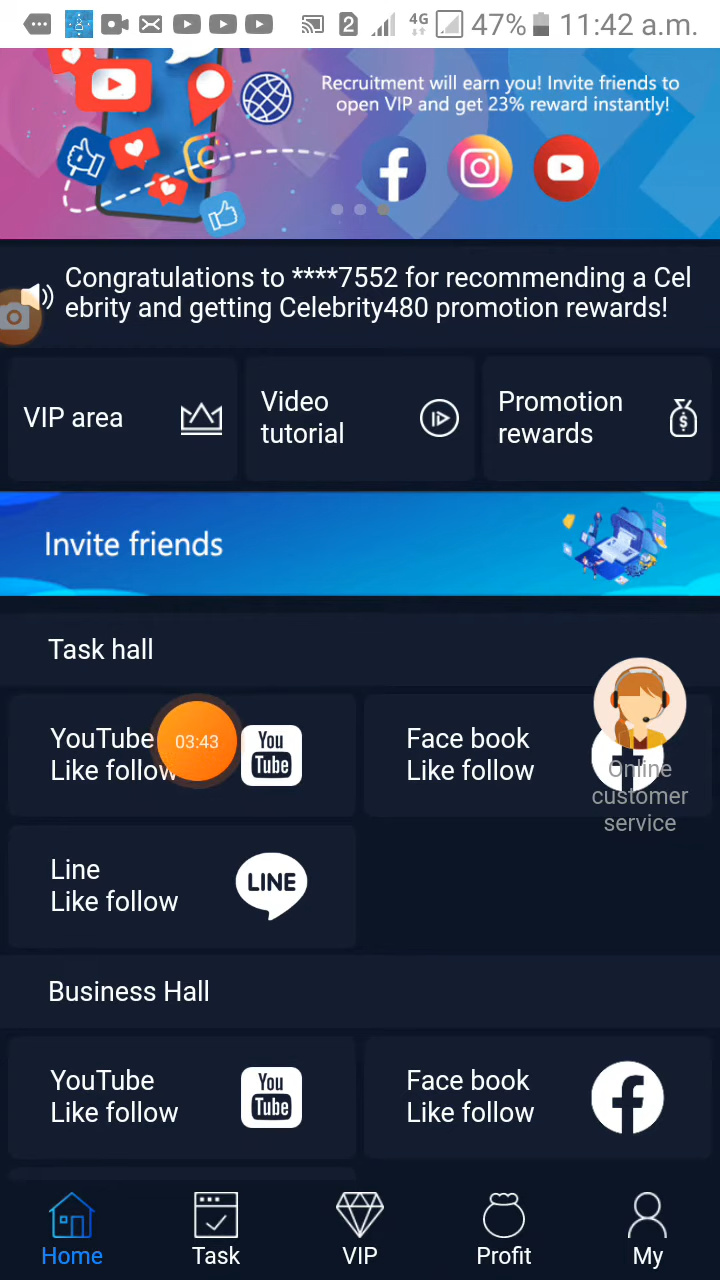 2 4G 47% 11:42 a.m.
Recruitment will earn you! Invite friends to
open VIP and get 23% reward instantly!
Congratulations to ****7552 for recommending a Cel
ebrity and getting Celebrity480 promotion rewards!
VIP area
Video
tutorial
Promotion
rewards
Invite friends
Task hall
YouTube
Like follow
03:43
You
Tube
Face book
Like follow
Online
customer
service
Line
Like follow
LINE
Business Hall
YouTube
Like follow
You
Tube
Face book
Like follow
Home
Task
VIP
Profit
My